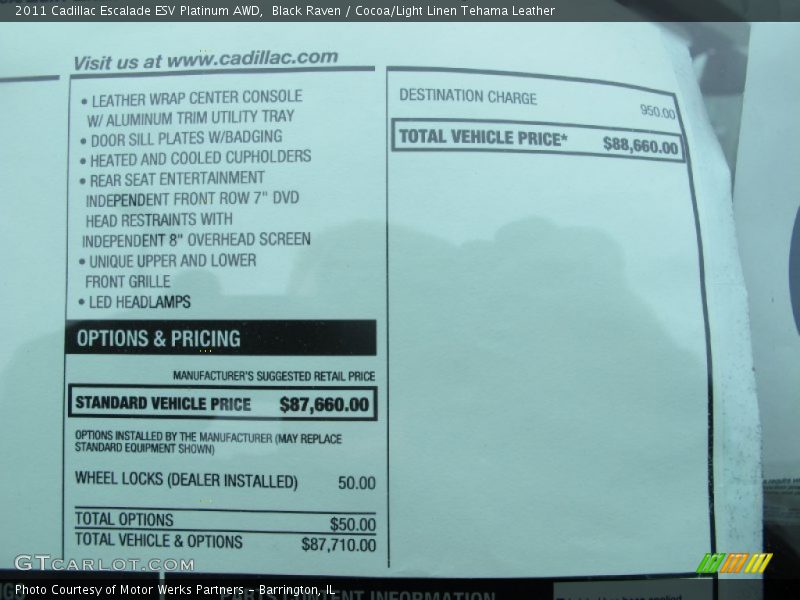 2011 Cadillac Escalade ESV Platinum AWD,  Black Raven / Cocoa/Light Linen Tehama Leather
Visit us at www.cadillac.com
• LEATHER WRAP CENTER CONSOLE
W/ ALUMINUM TRIM UTILITY TRAY
• DOOR SILL PLATES W/BADGING
• HEATED AND COOLED CUPHOLDERS
• REAR SEAT ENTERTAINMENT
INDEPENDENT FRONT ROW 7" DVD
HEAD RESTRAINTS WITH
INDEPENDENT 8" OVERHEAD SCREEN
• UNIQUE UPPER AND LOWER
FRONT GRILLE
• LED HEADLAMPS
OPTIONS & PRICING
MANUFACTURER'S SUGGESTED RETAIL PRICE
STANDARD VEHICLE PRICE $87,660.00
OPTIONS INSTALLED BY THE MANUFACTURER (MAY REPLACE
STANDARD EQUIPMENT SHOWN)
WHEEL LOCKS (DEALER INSTALLED) 50.00
TOTAL OPTIONS $50.00
TOTAL VEHICLE & OPTIONS $87,710.00
DESTINATION CHARGE 950.00
TOTAL VEHICLE PRICE* $88,660.00
GTCARLOT.COM
PARTS CONTENT INFORMATION
Photo Courtesy of Motor Werks Partners - Barrington, IL